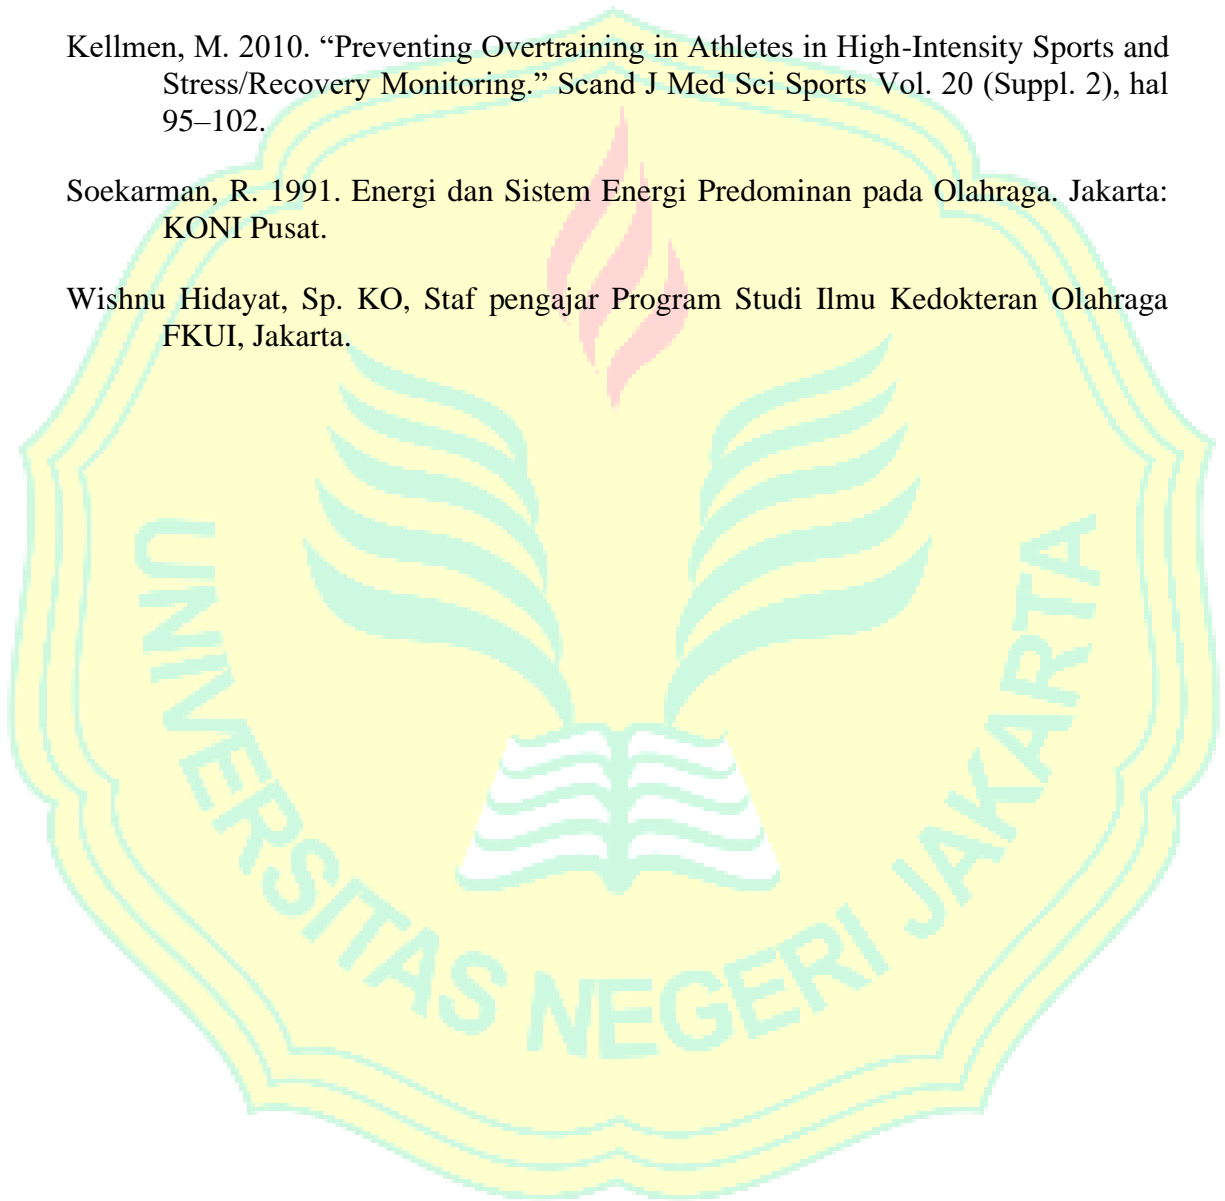 Kellmen, M. 2010. “Preventing Overtraining in Athletes in High-Intensity Sports and
Stress/Recovery Monitoring.” Scand J Med Sci Sports Vol. 20 (Suppl. 2), hal
95–102.
Soekarman, R. 1991. Energi dan Sistem Energi Predominan pada Olahraga. Jakarta:
KONI Pusat.
Wishnu Hidayat, Sp. KO, Staf pengajar Program Studi Ilmu Kedokteran Olahraga
FKUI, Jakarta.
UNIVERSITAS NEGERI JAKARTA